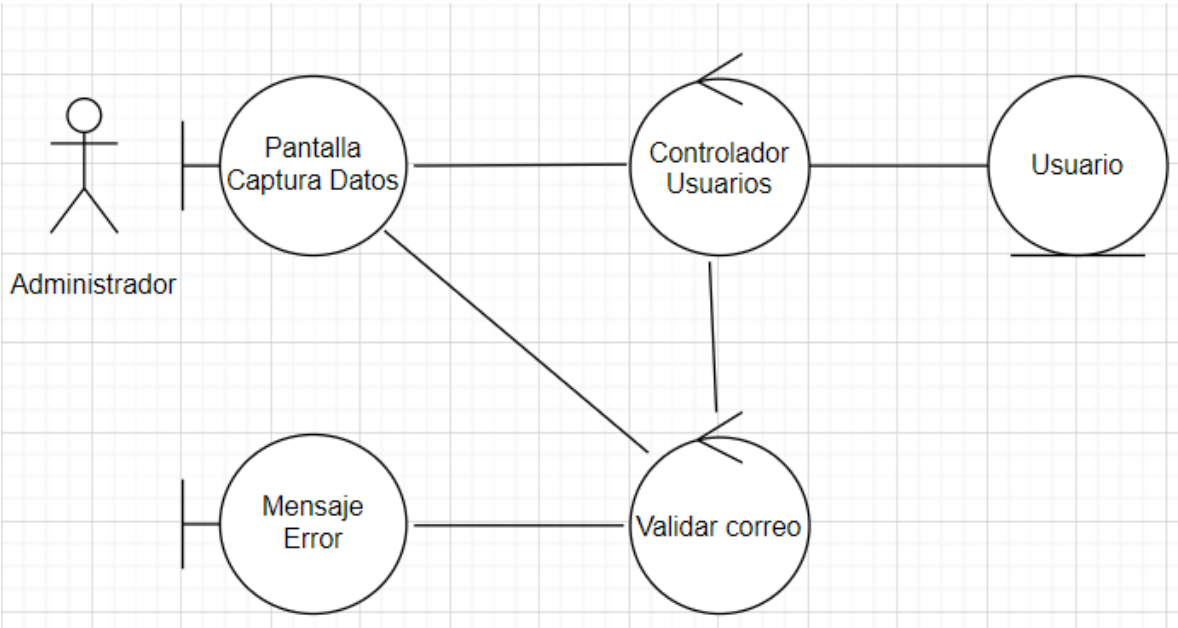 Pantalla
Captura Datos
Controlador
Usuarios
Usuario
Administrador
Mensaje
Error
Validar correo